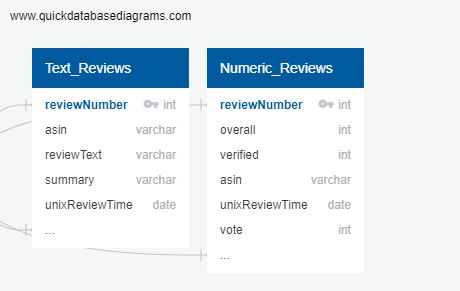 www.quickdatabasediagrams.com
Text_Reviews
reviewNumber int
asin varchar
reviewText varchar
summary varchar
unixReviewTime date
...
Numeric_Reviews
reviewNumber int
overall int
verified int
asin varchar
unixReviewTime date
vote int
...